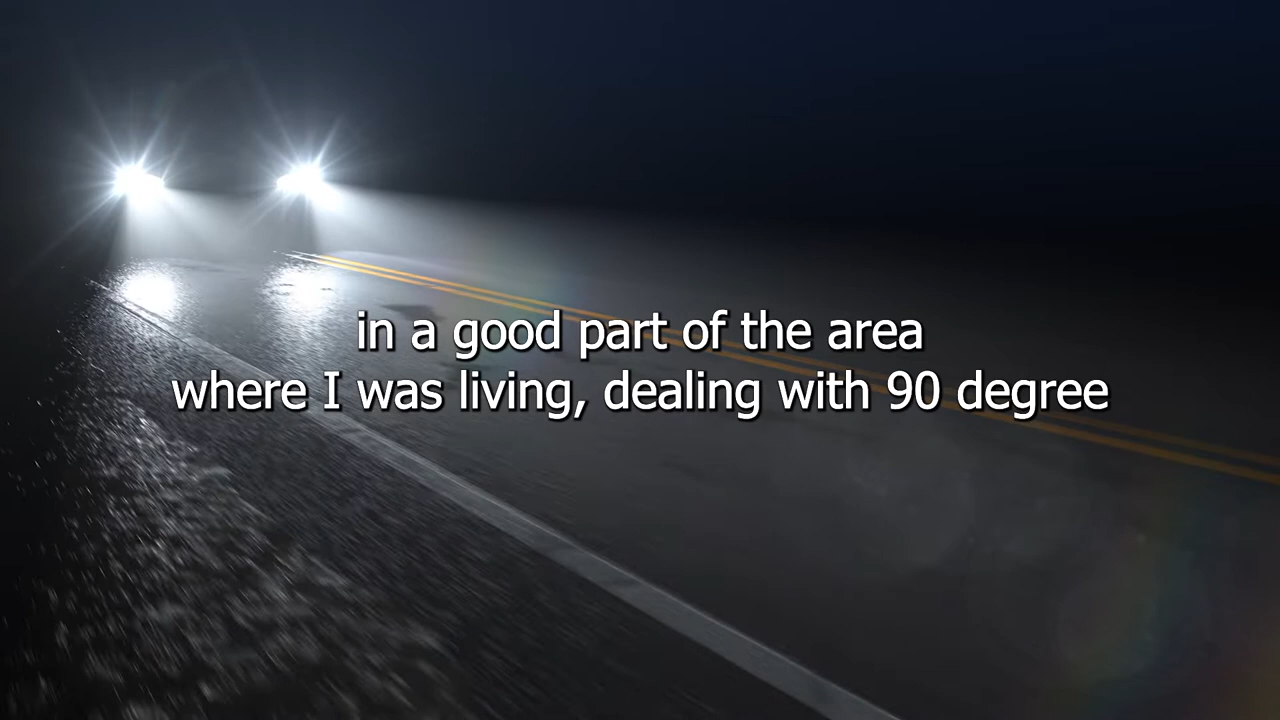 in a good part of the area
where I was living, dealing with 90 degree